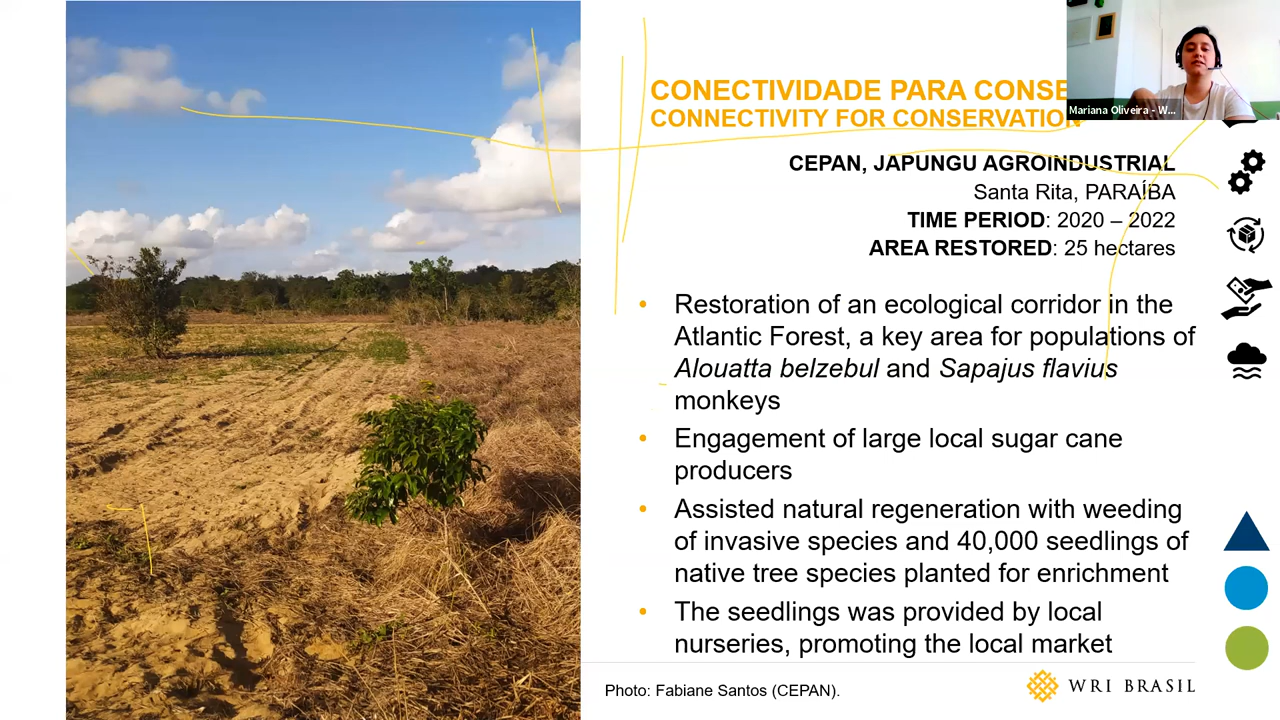 CONECTIVIDADE PARA CONSE
CONNECTIVITY FOR CONSERVATION
Mariana Oliveira - W...
CEPAN, JAPUNGU AGROINDUSTRIAL
Santa Rita, PARAÍBA
TIME PERIOD: 2020 – 2022
AREA RESTORED: 25 hectares
• Restoration of an ecological corridor in the
Atlantic Forest, a key area for populations of
Alouatta belzebul and Sapajus flavius
monkeys
• Engagement of large local sugar cane
producers
• Assisted natural regeneration with weeding
of invasive species and 40,000 seedlings of
native tree species planted for enrichment
• The seedlings was provided by local
nurseries, promoting the local market
Photo: Fabiane Santos (CEPAN).
WRI BRASIL